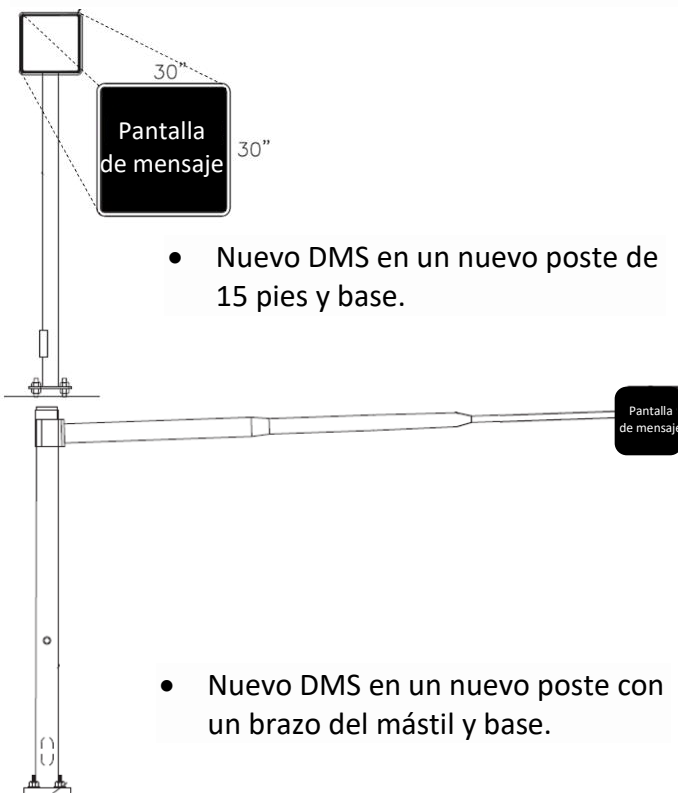 30”
Pantalla
de mensaje
30”
• Nuevo DMS en un nuevo poste de
15 pies y base.
Pantalla
de mensaje
• Nuevo DMS en un nuevo poste con
un brazo del mástil y base.